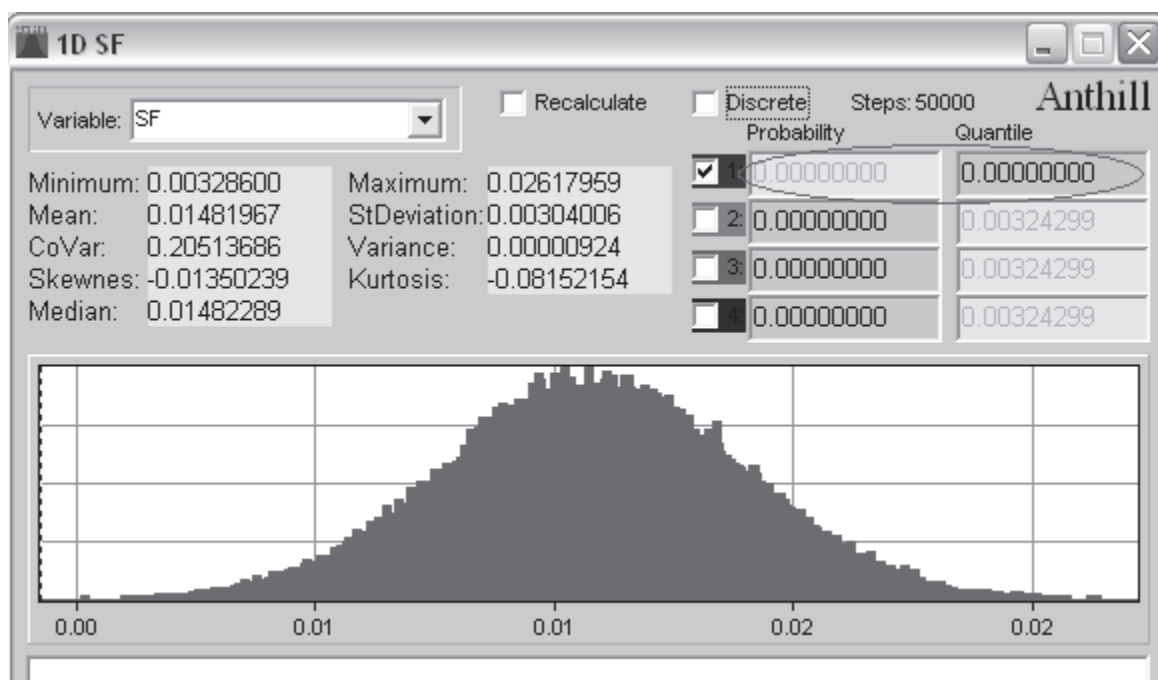 1D SF
Variable: SF
Recalculate
Discrete Steps: 50000 Anthill
Probability Quantile
1: 0.00000000 0.00000000
2: 0.00000000 0.00324299
3: 0.00000000 0.00324299
4: 0.00000000 0.00324299
Minimum: 0.00328600 Maximum: 0.02617959
Mean: 0.01481967 StDeviation: 0.00304006
CoVar: 0.20513686 Variance: 0.00000924
Skewnes: -0.01350239 Kurtosis: -0.08152154
Median: 0.01482289
0.00 0.01 0.01 0.02 0.02